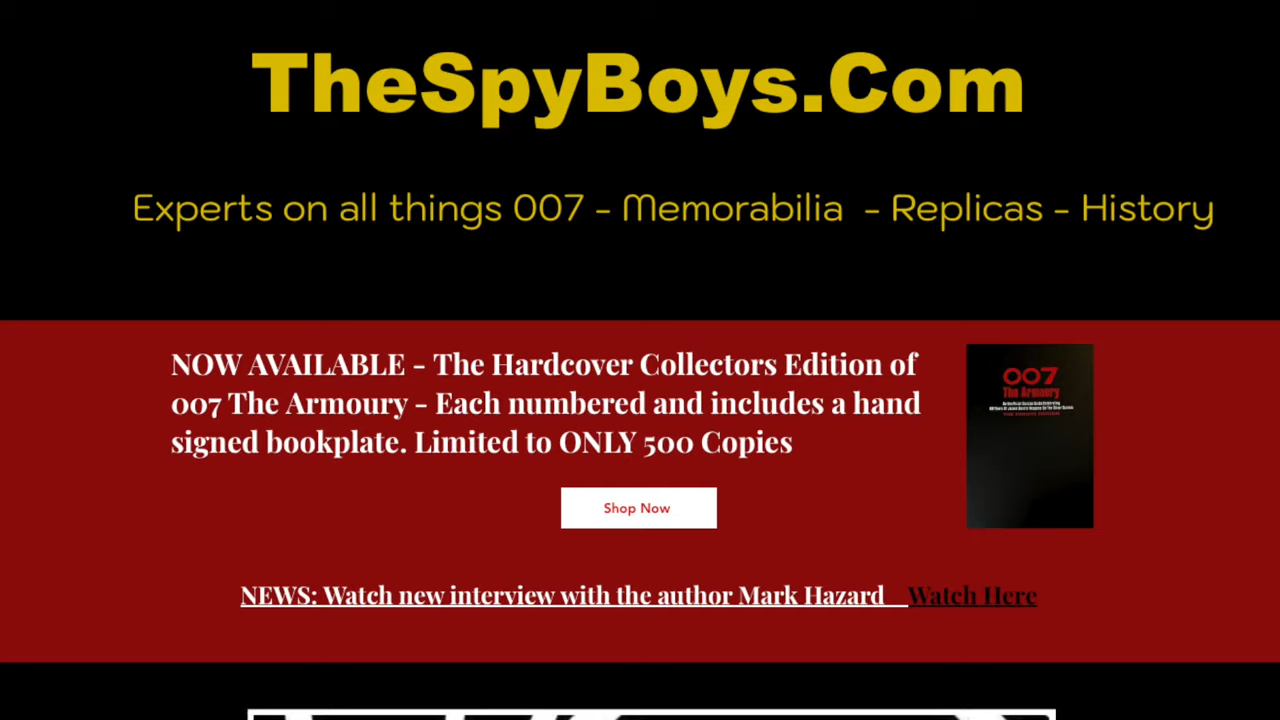 TheSpyBoys.Com
Experts on all things 007 - Memorabilia - Replicas - History
NOW AVAILABLE - The Hardcover Collectors Edition of
007 The Armoury - Each numbered and includes a hand
signed bookplate. Limited to ONLY 500 Copies
007
The Armoury
Shop Now
NEWS: Watch new interview with the author Mark Hazard Watch Here